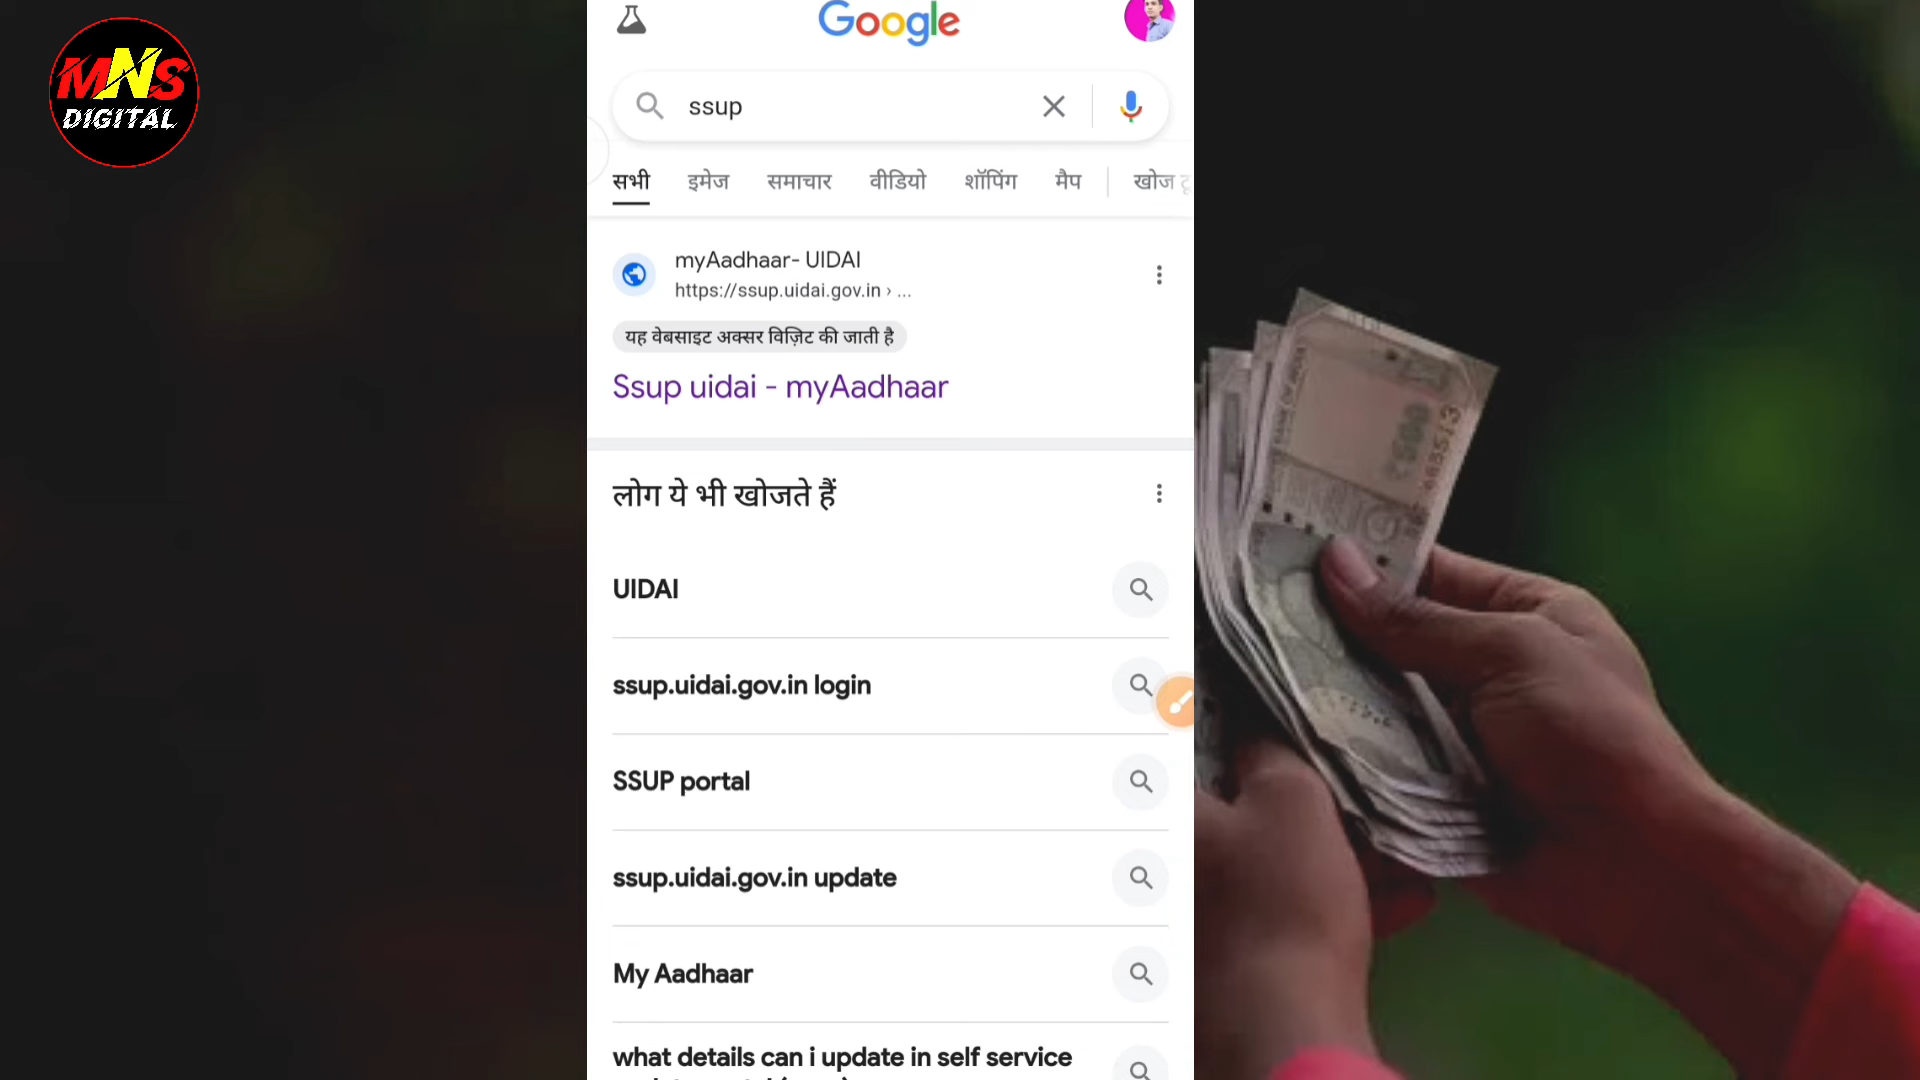 MNS
DIGITAL
Google
ssup
सभी इमेज समाचार वीडियो शॉपिंग मैप खोज
myAadhaar- UIDAI
https://ssup.uidai.gov.in › ...
यह वेबसाइट अक्सर विज़िट की जाती है
Ssup uidai - myAadhaar
लोग ये भी खोजते हैं
UIDAI
ssup.uidai.gov.in login
SSUP portal
ssup.uidai.gov.in update
My Aadhaar
what details can i update in self service